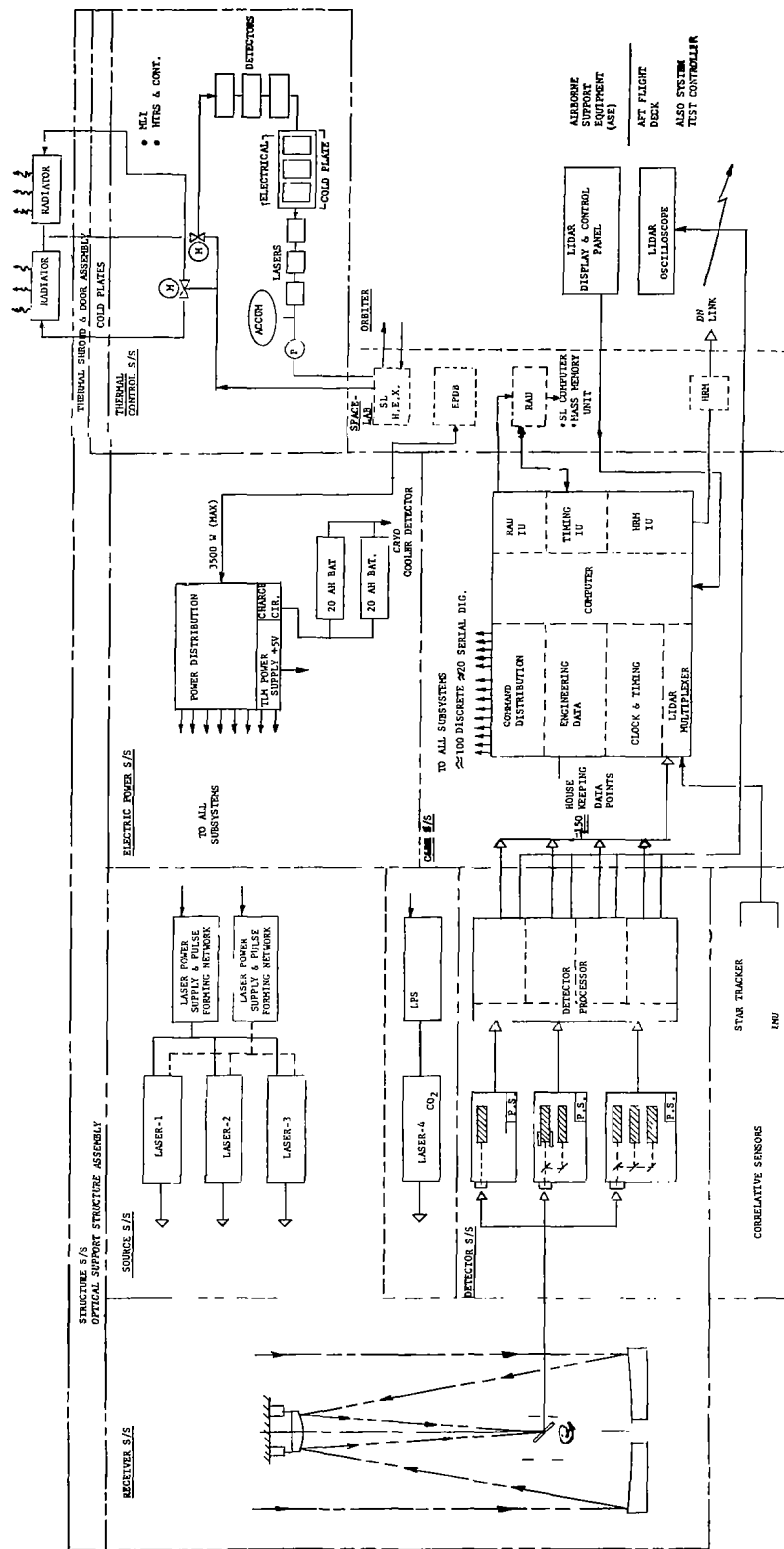 STRUCTURE S/S
OPTICAL SUPPORT STRUCTURE ASSEMBLY
THERMAL SHROUD & DOOR ASSEMBLY
RECEIVER S/S
SOURCE S/S
LASER-1
LASER-2
LASER-3
LASER POWER
SUPPLY & PULSE
FORMING NETWORK
LASER POWER
SUPPLY & PULSE
FORMING NETWORK
LASER-4
CO2
LPS
DETECTOR S/S
P.S.
P.S.
P.S.
DETECTOR
PROCESSOR
CORRELATIVE SENSORS
STAR TRACKER
IMU
ELECTRIC POWER S/S
TO ALL
SUBSYSTEMS
POWER DISTRIBUTION
TLM POWER
SUPPLY +5V
CHARGE
CIR.
3500 W (MAX)
20 AH BAT
20 AH BAT.
CRYO
COOLER DETECTOR
TO ALL SUBSYSTEMS
≈100 DISCRETE ≈20 SERIAL DIG.
COMMAND
DISTRIBUTION
ENGINEERING
DATA
CLOCK & TIMING
LIDAR
MULTIPLEXER
COMPUTER
RAU
IU
TIMING
IU
HRM
IU
HOUSE
KEEPING
≈150
DATA
POINTS
THERMAL
CONTROL S/S
COLD PLATES
RADIATOR
RADIATOR
M
M
• MLI
• HTRS & CONT.
DETECTORS
ELECTRICAL
COLD PLATE
LASERS
ACCUM
P
ORBITER
SPACE-
LAB
SL
H.E.X.
EPDB
RAU
*SL COMPUTER
*MASS MEMORY
UNIT
HRM
DN
LINK
LIDAR
DISPLAY & CONTROL
PANEL
LIDAR
OSCILLOSCOPE
AIRBORNE
SUPPORT
EQUIPMENT
(ASE)
AFT FLIGHT
DECK
ALSO SYSTEM
TEST CONTROLLER